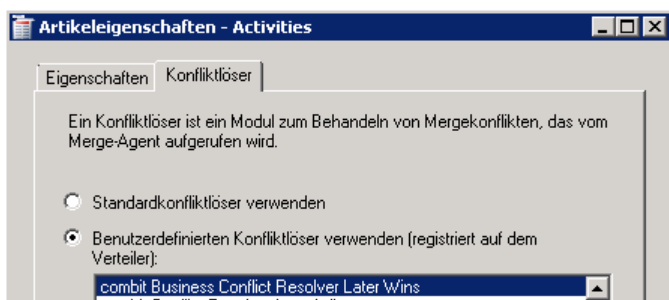 Artikeleigenschaften - Activities
Eigenschaften
Konfliktlöser
Ein Konfliktlöser ist ein Modul zum Behandeln von Mergekonflikten, das vom
Merge-Agent aufgerufen wird.
Standardkonfliktlöser verwenden
Benutzerdefinierten Konfliktlöser verwenden (registriert auf dem
Verteiler):
combit Business Conflict Resolver Later Wins